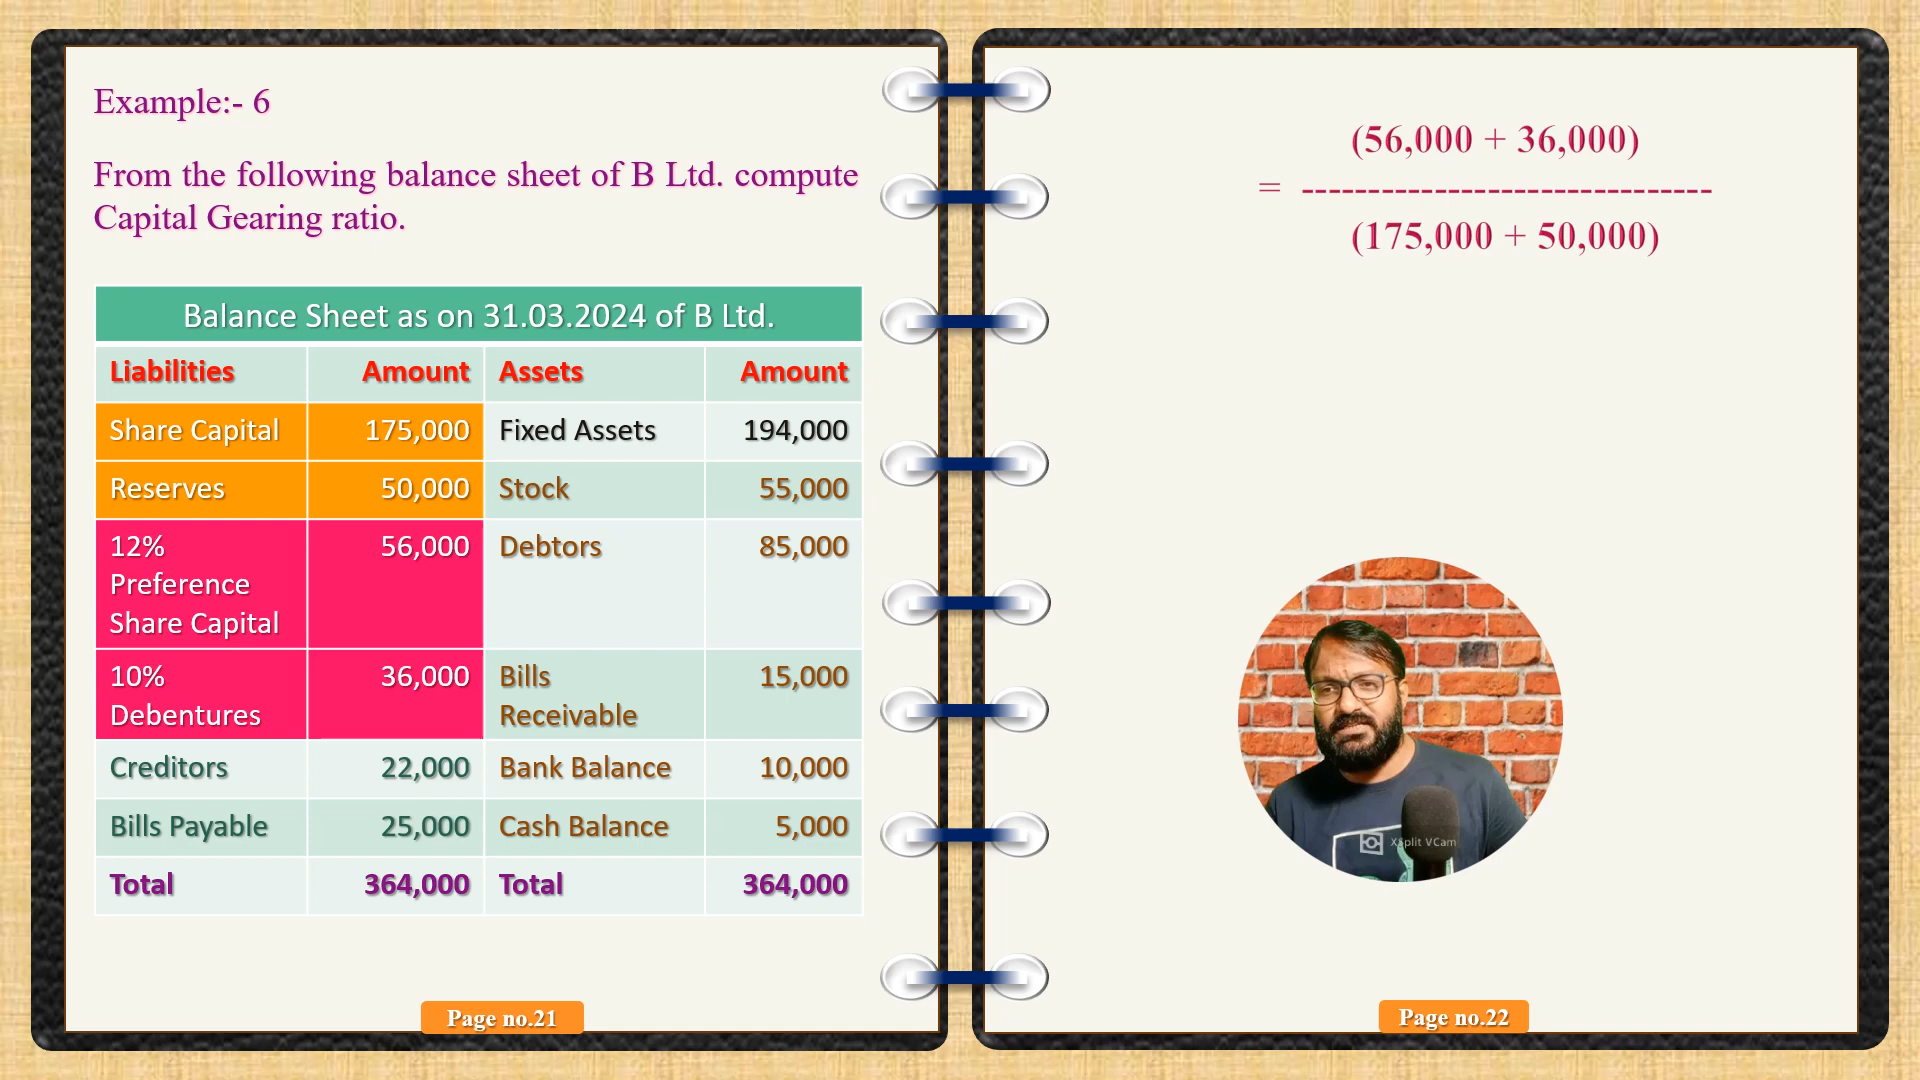 Example:- 6
From the following balance sheet of B Ltd. compute
Capital Gearing ratio.
Balance Sheet as on 31.03.2024 of B Ltd.
Liabilities Amount Assets Amount
Share Capital 175,000 Fixed Assets 194,000
Reserves 50,000 Stock 55,000
12% 56,000 Debtors 85,000
Preference
Share Capital
10% 36,000 Bills 15,000
Debentures Receivable
Creditors 22,000 Bank Balance 10,000
Bills Payable 25,000 Cash Balance 5,000
Total 364,000 Total 364,000
Page no.21
(56,000 + 36,000)
= -------------------------------
(175,000 + 50,000)
XSplit VCam
Page no.22